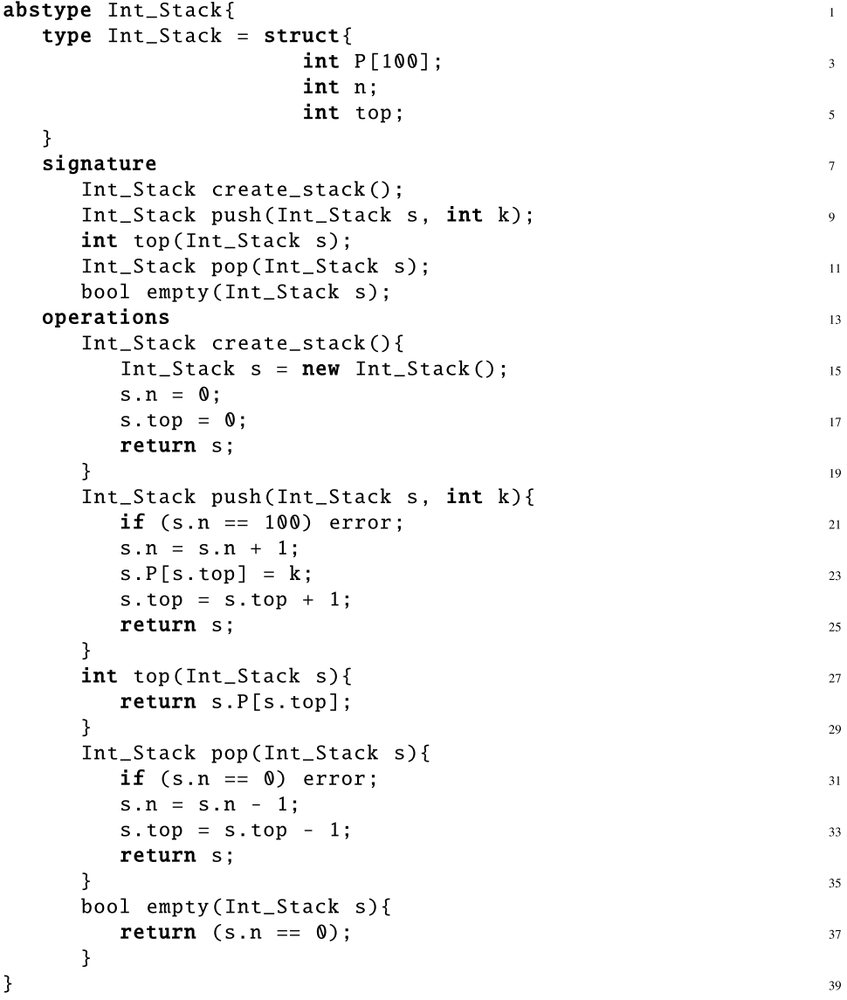 abstype Int_Stack{ 1
   type Int_Stack = struct{
                       int P[100]; 3
                       int n;
                       int top; 5
   }
   signature 7
      Int_Stack create_stack();
      Int_Stack push(Int_Stack s, int k); 9
      int top(Int_Stack s);
      Int_Stack pop(Int_Stack s); 11
      bool empty(Int_Stack s);
   operations 13
      Int_Stack create_stack(){
         Int_Stack s = new Int_Stack(); 15
         s.n = 0;
         s.top = 0; 17
         return s;
      } 19
      Int_Stack push(Int_Stack s, int k){
         if (s.n == 100) error; 21
         s.n = s.n + 1;
         s.P[s.top] = k; 23
         s.top = s.top + 1;
         return s; 25
      }
      int top(Int_Stack s){ 27
         return s.P[s.top];
      } 29
      Int_Stack pop(Int_Stack s){
         if (s.n == 0) error; 31
         s.n = s.n - 1;
         s.top = s.top - 1; 33
         return s;
      } 35
      bool empty(Int_Stack s){
         return (s.n == 0); 37
      }
} 39